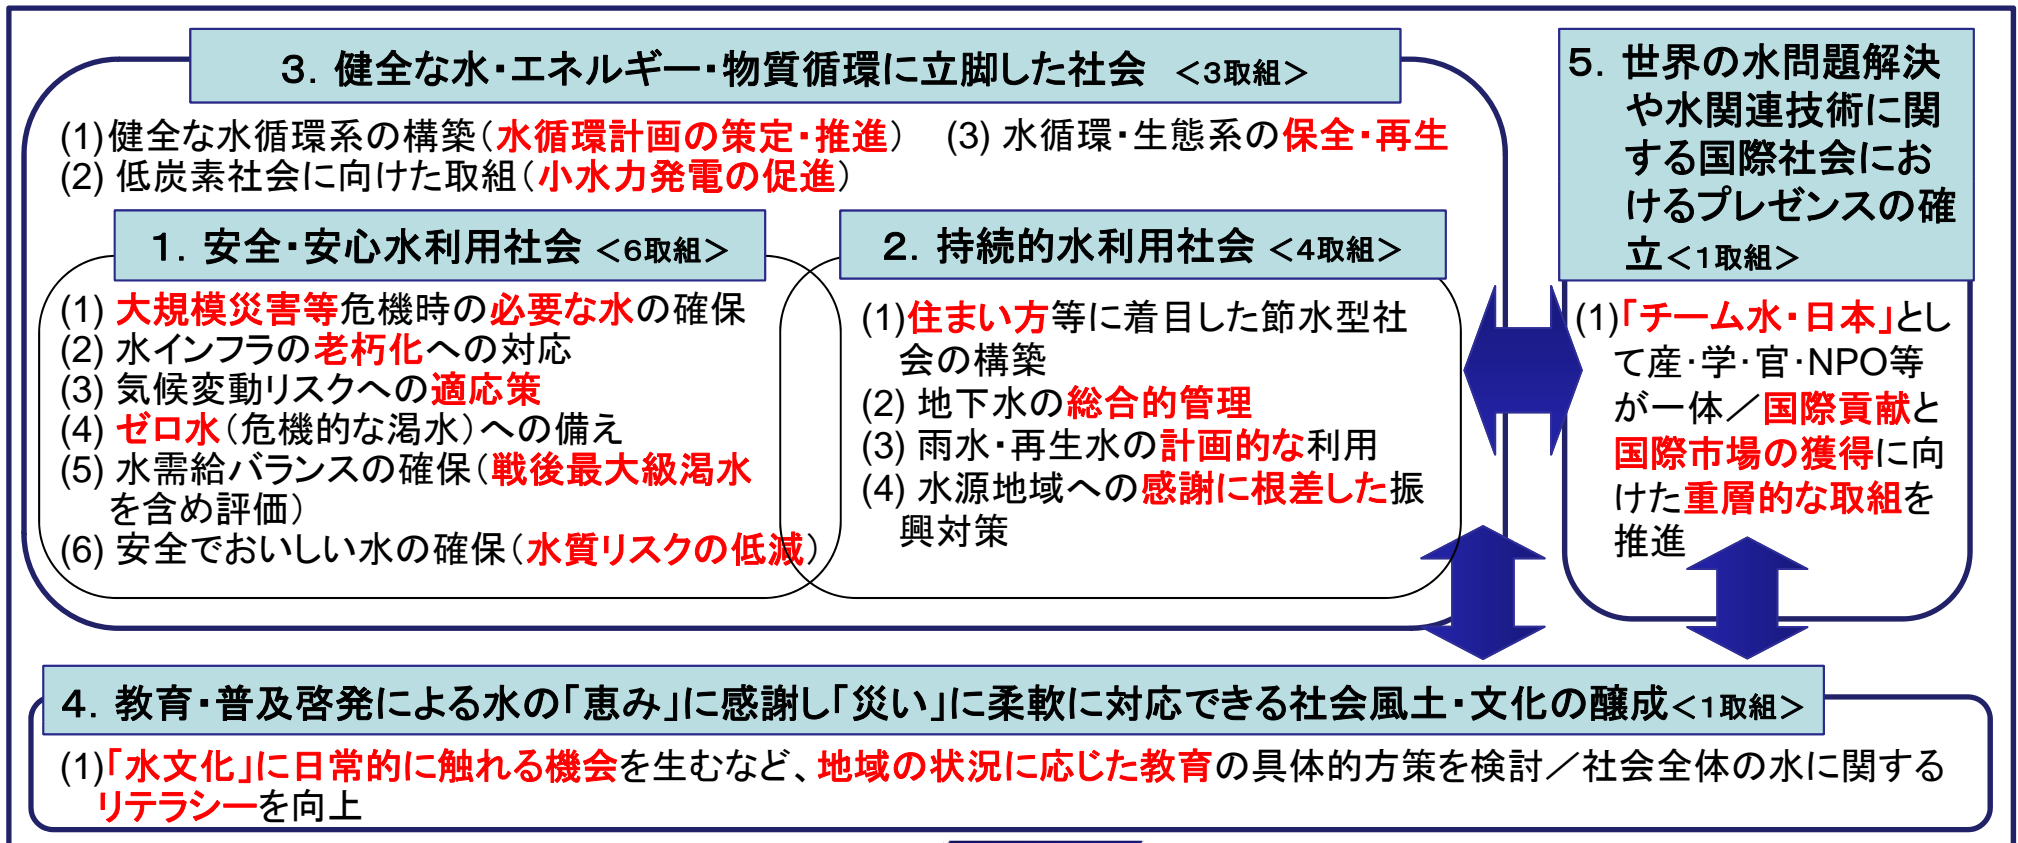 ３．健全な水・エネルギー・物質循環に立脚した社会　＜３取組＞
(1)健全な水循環系の構築（水循環計画の策定・推進）　(3) 水循環・生態系の保全・再生
(2) 低炭素社会に向けた取組（小水力発電の促進）
１．安全・安心水利用社会 ＜６取組＞
(1) 大規模災害等危機時の必要な水の確保
(2) 水インフラの老朽化への対応
(3) 気候変動リスクへの適応策
(4) ゼロ水（危機的な渇水）への備え
(5) 水需給バランスの確保（戦後最大級渇水
を含め評価）
(6) 安全でおいしい水の確保（水質リスクの低減）
２．持続的水利用社会 ＜４取組＞
(1)住まい方等に着目した節水型社
会の構築
(2) 地下水の総合的管理
(3) 雨水・再生水の計画的な利用
(4) 水源地域への感謝に根差した振
興対策
５．世界の水問題解決
や水関連技術に関
する国際社会にお
けるプレゼンスの確
立＜１取組＞
(1)「チーム水・日本」とし
て産・学・官・NPO等
が一体／国際貢献と
国際市場の獲得に向
けた重層的な取組を
推進
４．教育・普及啓発による水の「恵み」に感謝し「災い」に柔軟に対応できる社会風土・文化の醸成＜１取組＞
(1)「水文化」に日常的に触れる機会を生むなど、地域の状況に応じた教育の具体的方策を検討／社会全体の水に関する
リテラシーを向上